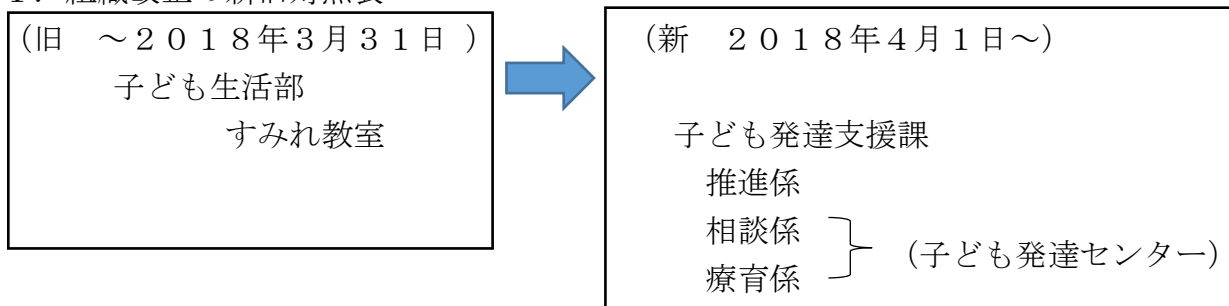 (旧 ~2018年3月31日 )
子ども生活部
すみれ教室
(新 2018年4月1日~)
子ども発達支援課
推進係
相談係
療育係
(子ども発達センター)